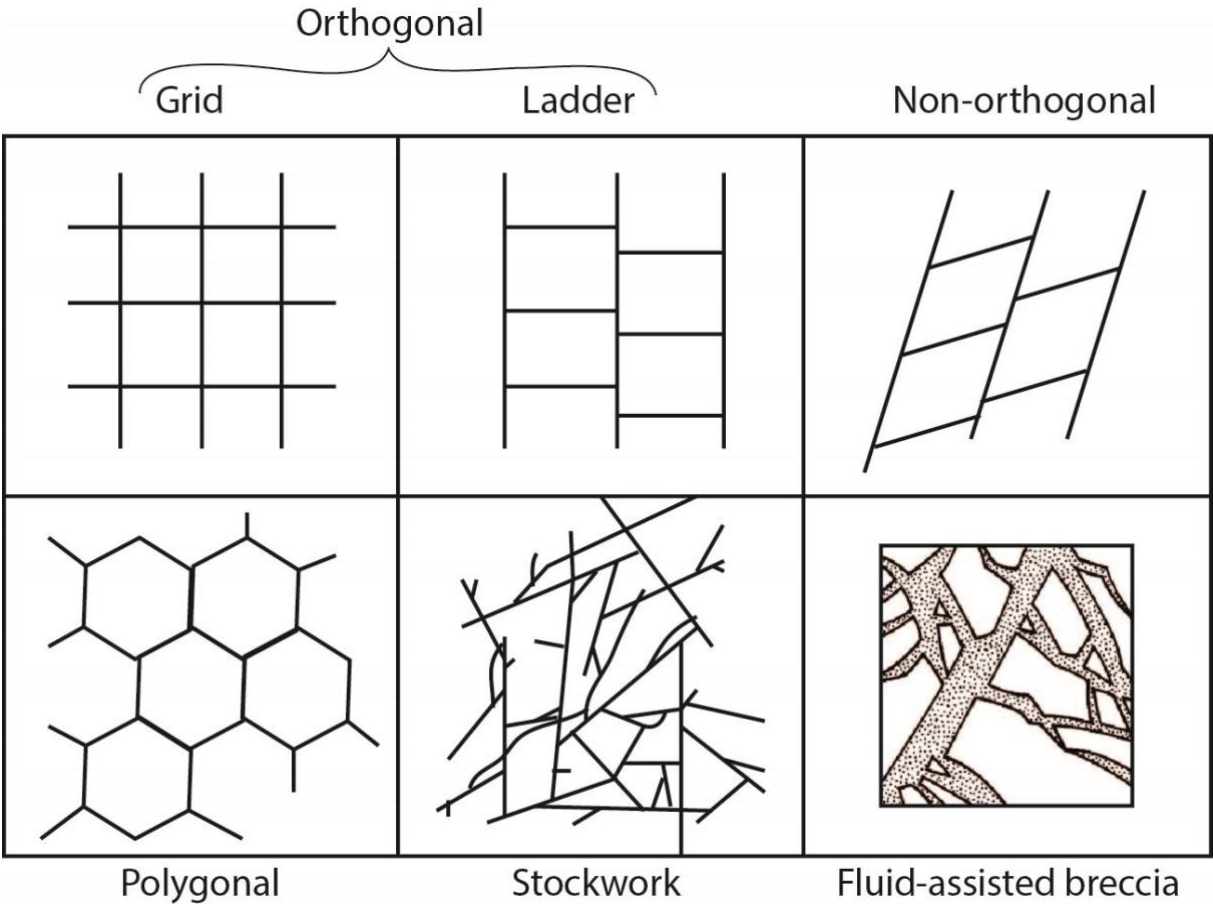 Orthogonal
Grid
Ladder
Non-orthogonal
Polygonal
Stockwork
Fluid-assisted breccia